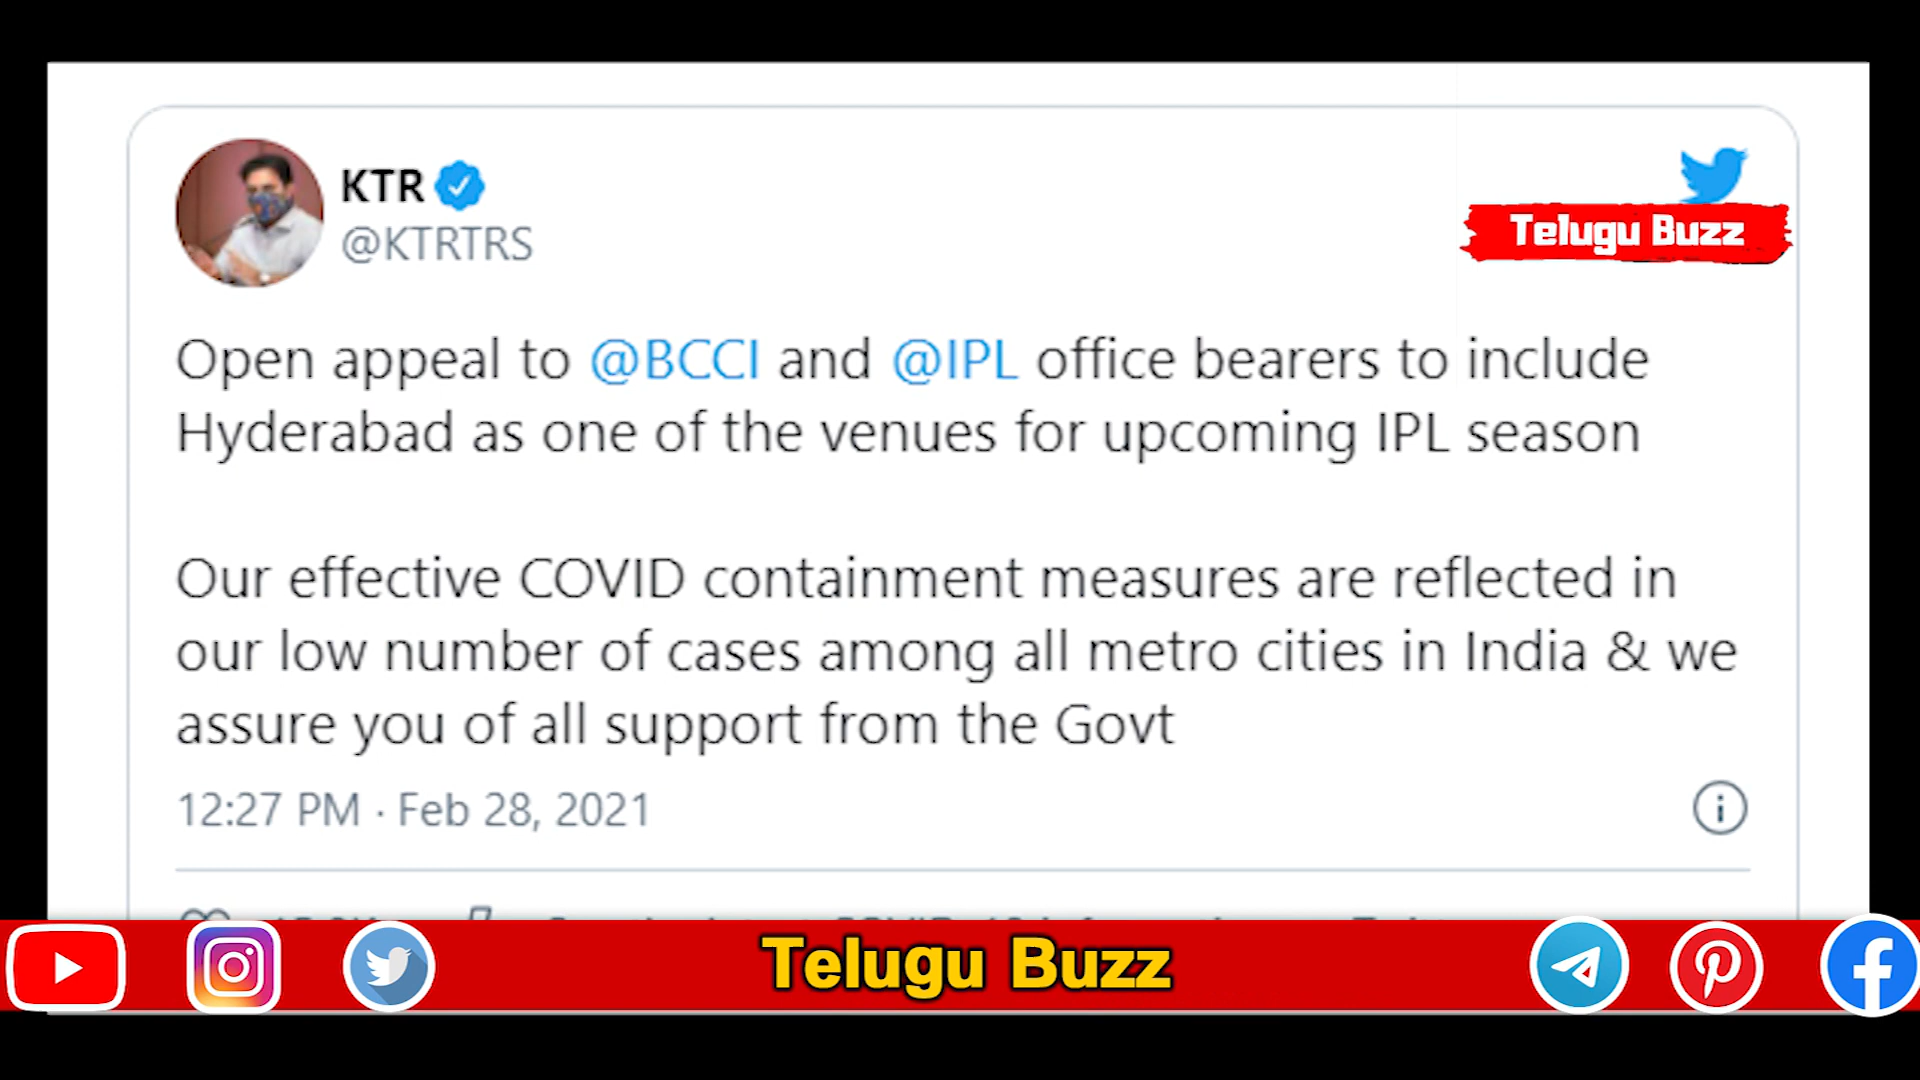 KTR
@KTRTRS
Telugu Buzz
Open appeal to @BCCI and @IPL office bearers to include
Hyderabad as one of the venues for upcoming IPL season
Our effective COVID containment measures are reflected in
our low number of cases among all metro cities in India & we
assure you of all support from the Govt
12:27 PM · Feb 28, 2021
Telugu Buzz